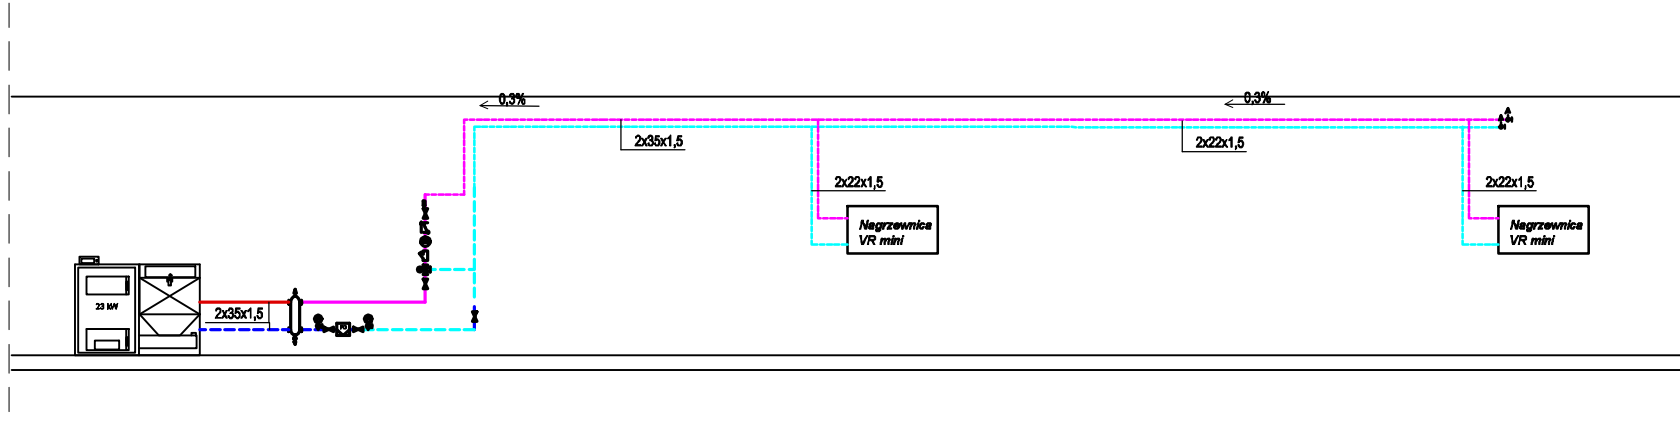 0,3%
0,3%
2x35x1,5
2x22x1,5
2x22x1,5
2x22x1,5
Nagrzewnica
VR mini
Nagrzewnica
VR mini
23 kW
2x35x1,5
FO